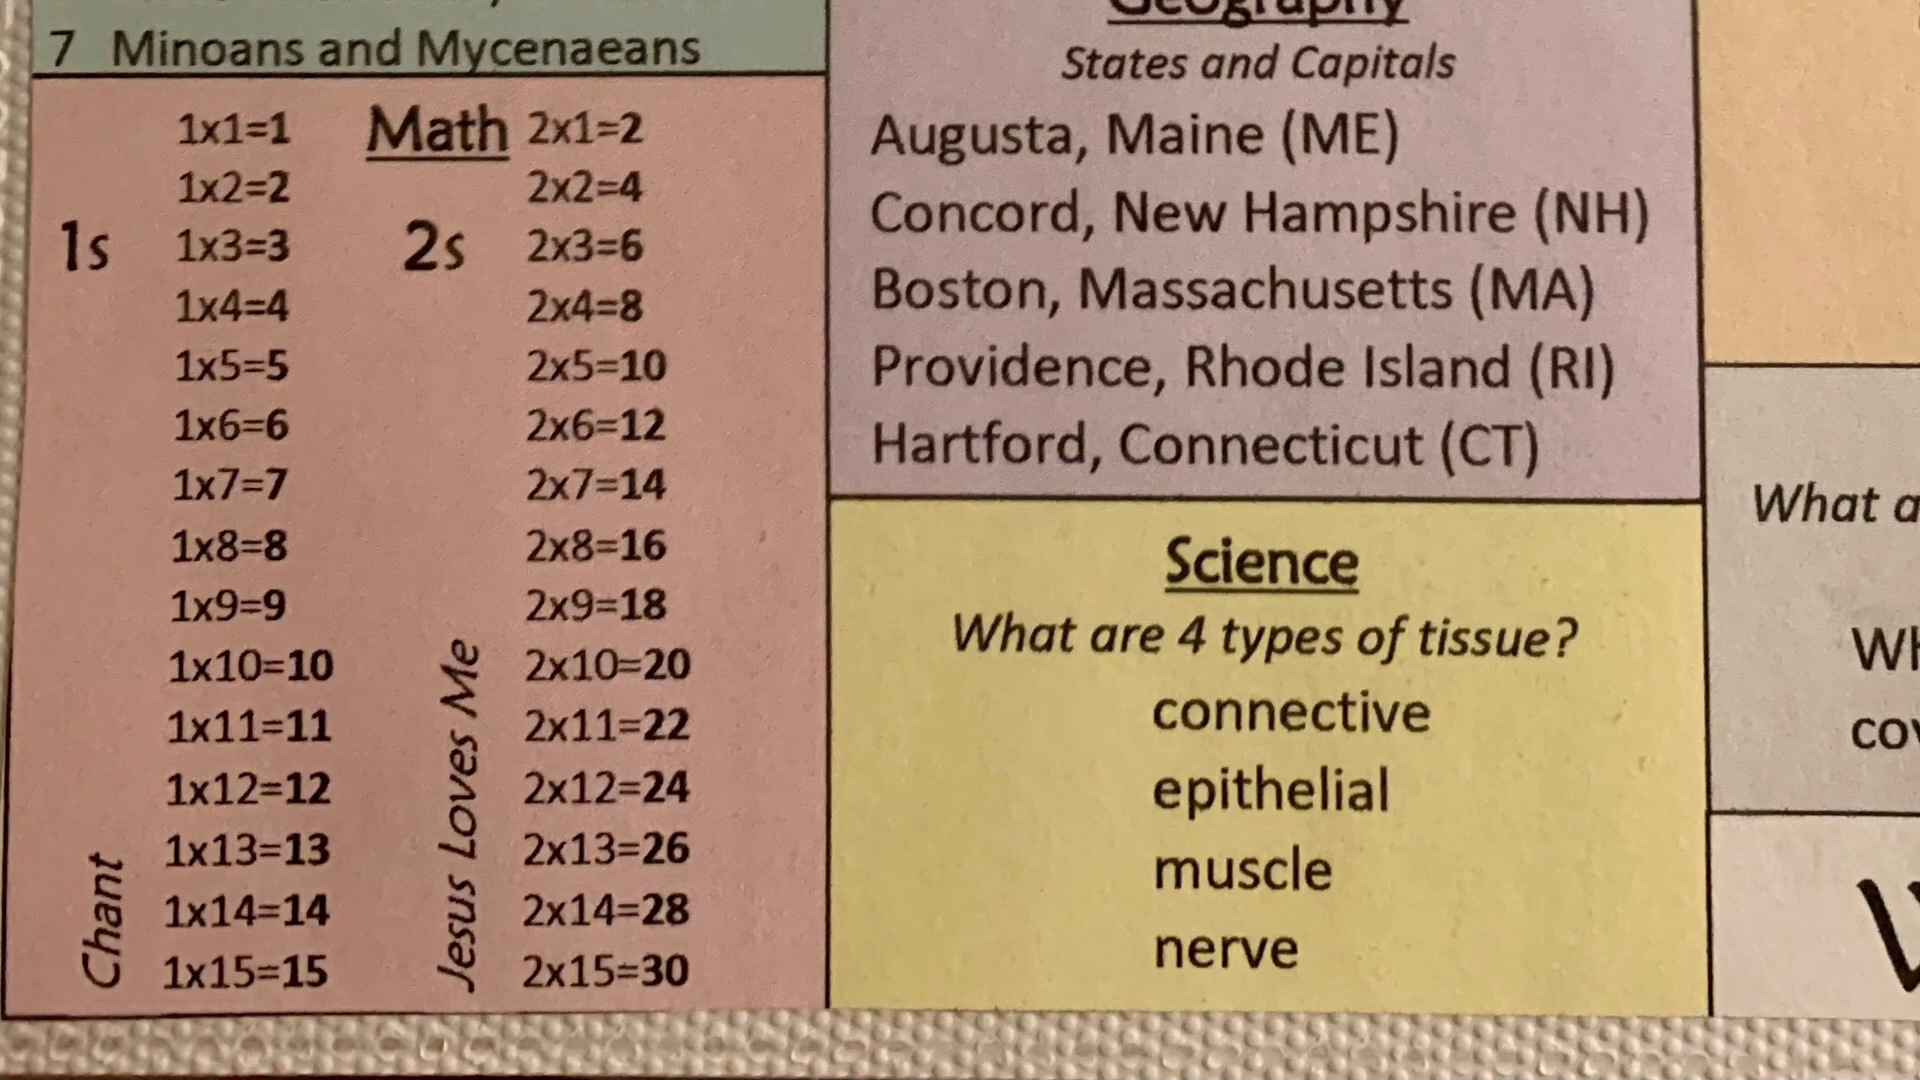 7 Minoans and Mycenaeans
Math
1s
1x1=1
1x2=2
1x3=3
1x4=4
1x5=5
1x6=6
1x7=7
1x8=8
1x9=9
1x10=10
1x11=11
1x12=12
1x13=13
1x14=14
1x15=15
Chant
2s
2x1=2
2x2=4
2x3=6
2x4=8
2x5=10
2x6=12
2x7=14
2x8=16
2x9=18
2x10=20
2x11=22
2x12=24
2x13=26
2x14=28
2x15=30
Jesus Loves Me
Geography
States and Capitals
Augusta, Maine (ME)
Concord, New Hampshire (NH)
Boston, Massachusetts (MA)
Providence, Rhode Island (RI)
Hartford, Connecticut (CT)
Science
What are 4 types of tissue?
connective
epithelial
muscle
nerve
What